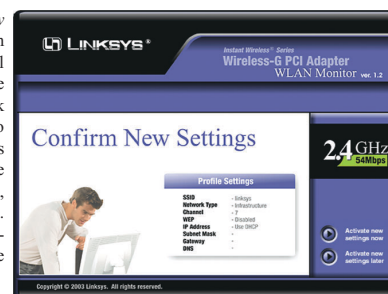 LINKSYS®
Instant Wireless® Series
Wireless-G PCI Adapter
WLAN Monitor ver. 1.2
Confirm New Settings
2.4 GHz
54Mbps
Profile Settings
SSID - linksys
Network Type - Infrastructure
Channel - 7
WEP - Disabled
IP Address - Use DHCP
Subnet Mask -
Gateway -
DNS -
Activate new settings now
Activate new settings later
Copyright © 2003 Linksys. All rights reserved.